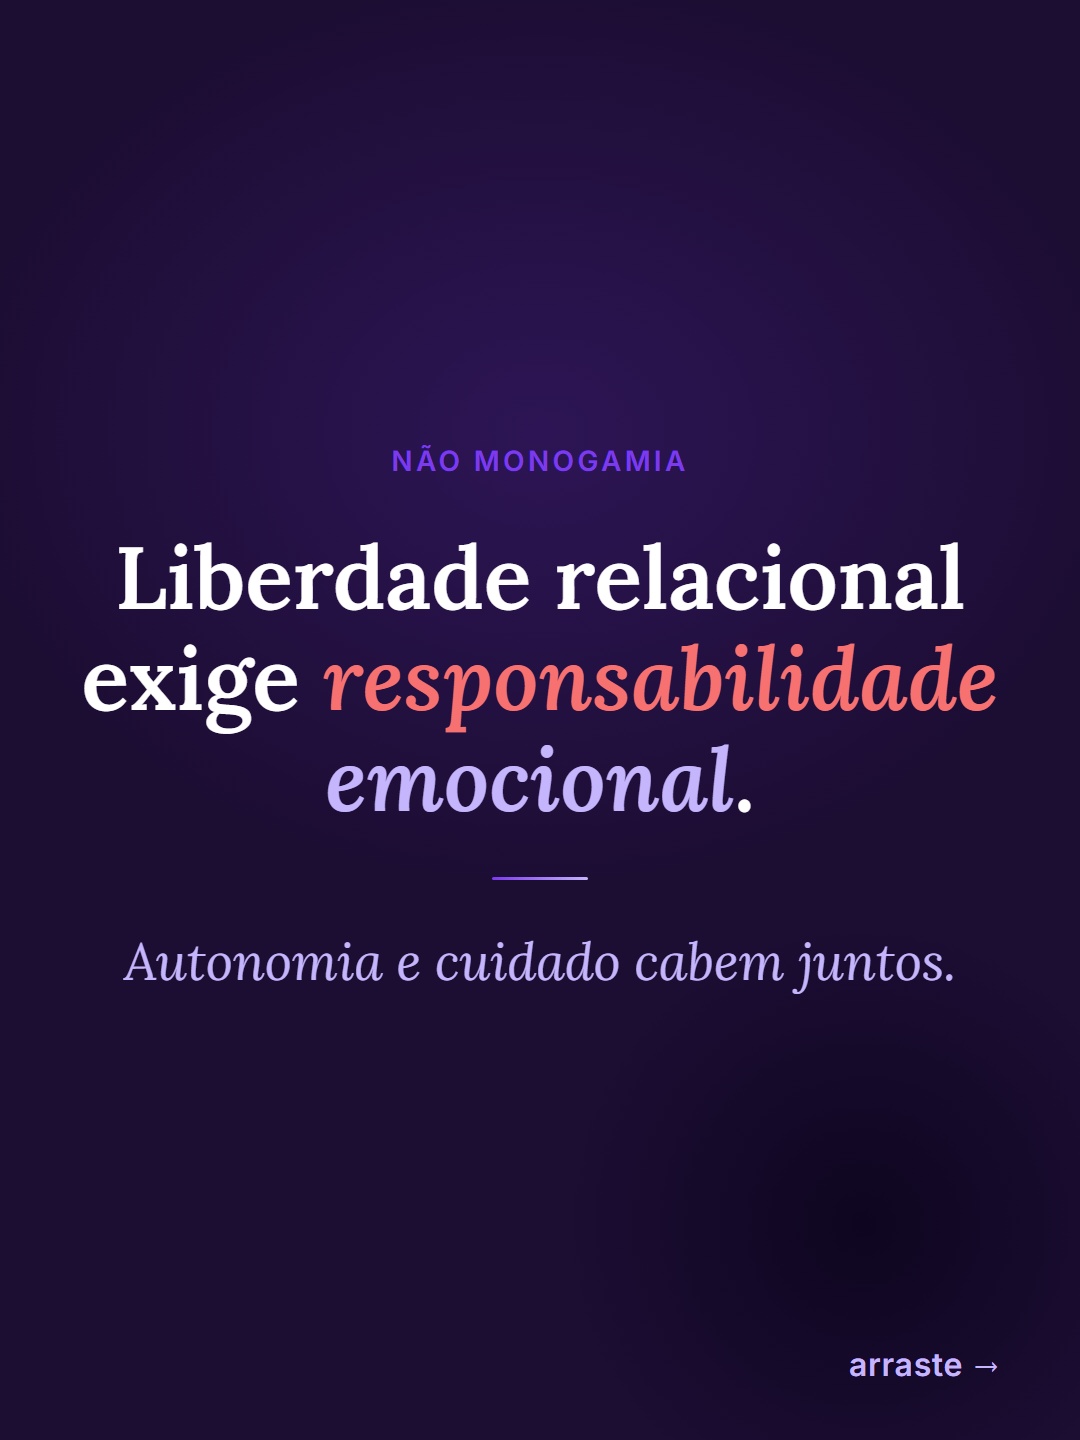 NÃO MONOGAMIA
Liberdade relacional
exige responsabilidade
emocional.
Autonomia e cuidado cabem juntos.
arraste →